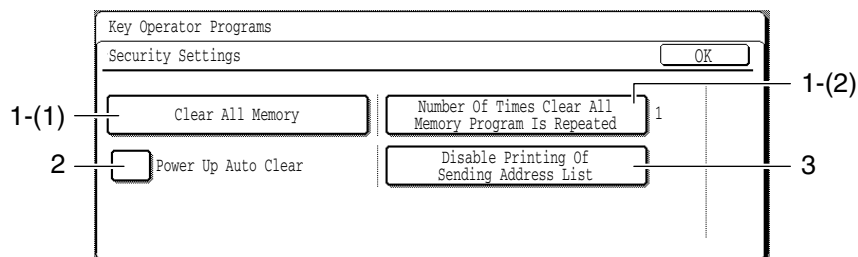 Key Operator Programs
Security Settings
OK
1-(1)
Clear All Memory
Number Of Times Clear All
Memory Program Is Repeated
1
1-(2)
2
Power Up Auto Clear
Disable Printing Of
Sending Address List
3